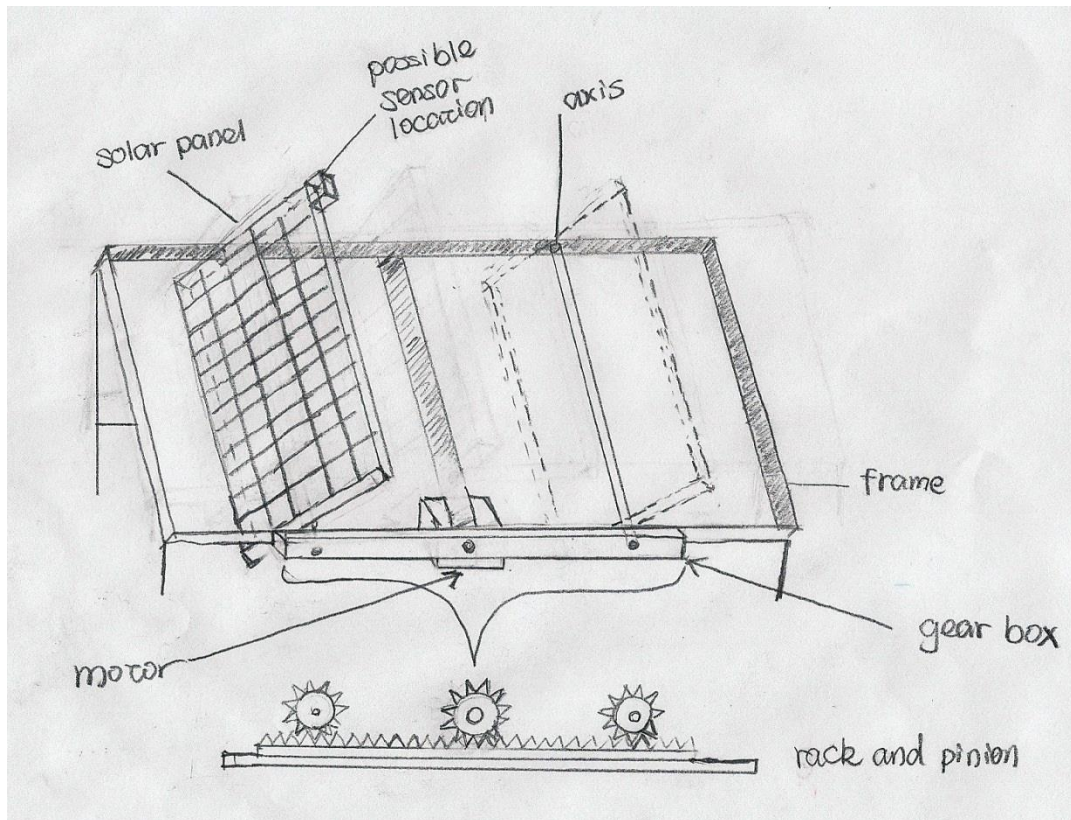 possible
sensor
location
axis
solar panel
frame
gear box
motor
rack and pinion